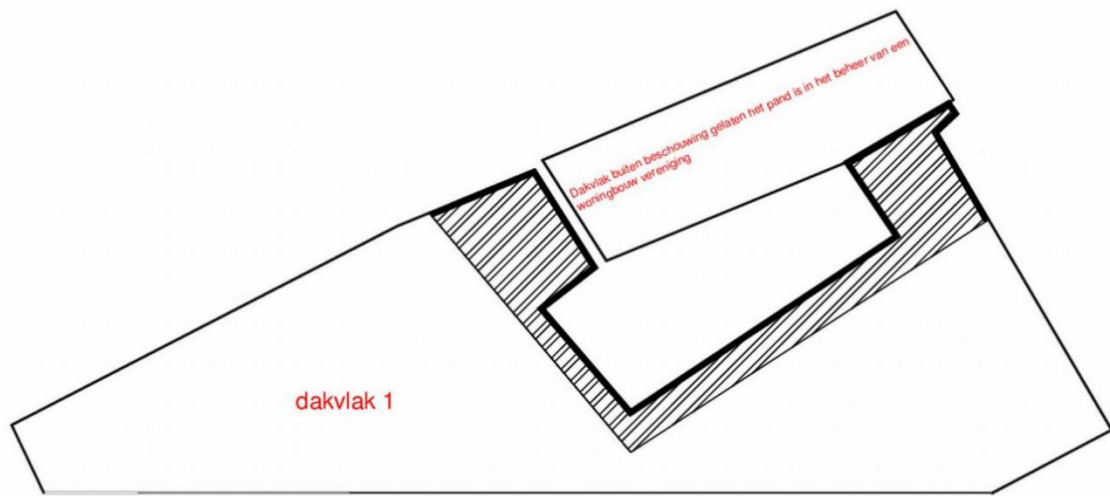 Dakvlak buiten beschouwing gelaten het pand is in het beheer van een
woningbouw vereniging
dakvlak 1